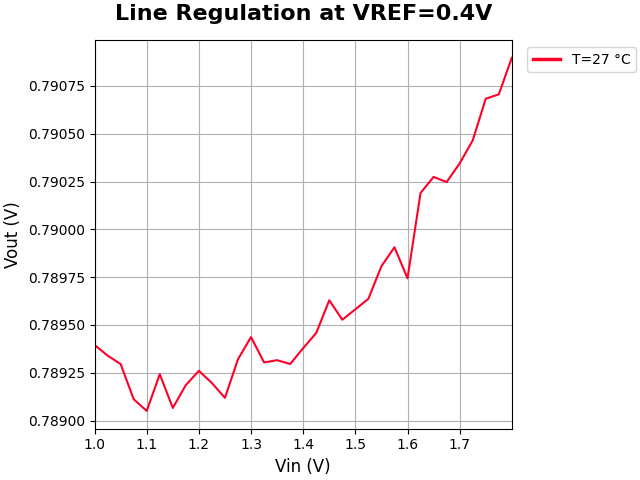 Line Regulation at VREF=0.4V
T=27 °C
Vout (V)
0.79075
0.79050
0.79025
0.79000
0.78975
0.78950
0.78925
0.78900
1.0 1.1 1.2 1.3 1.4 1.5 1.6 1.7
Vin (V)